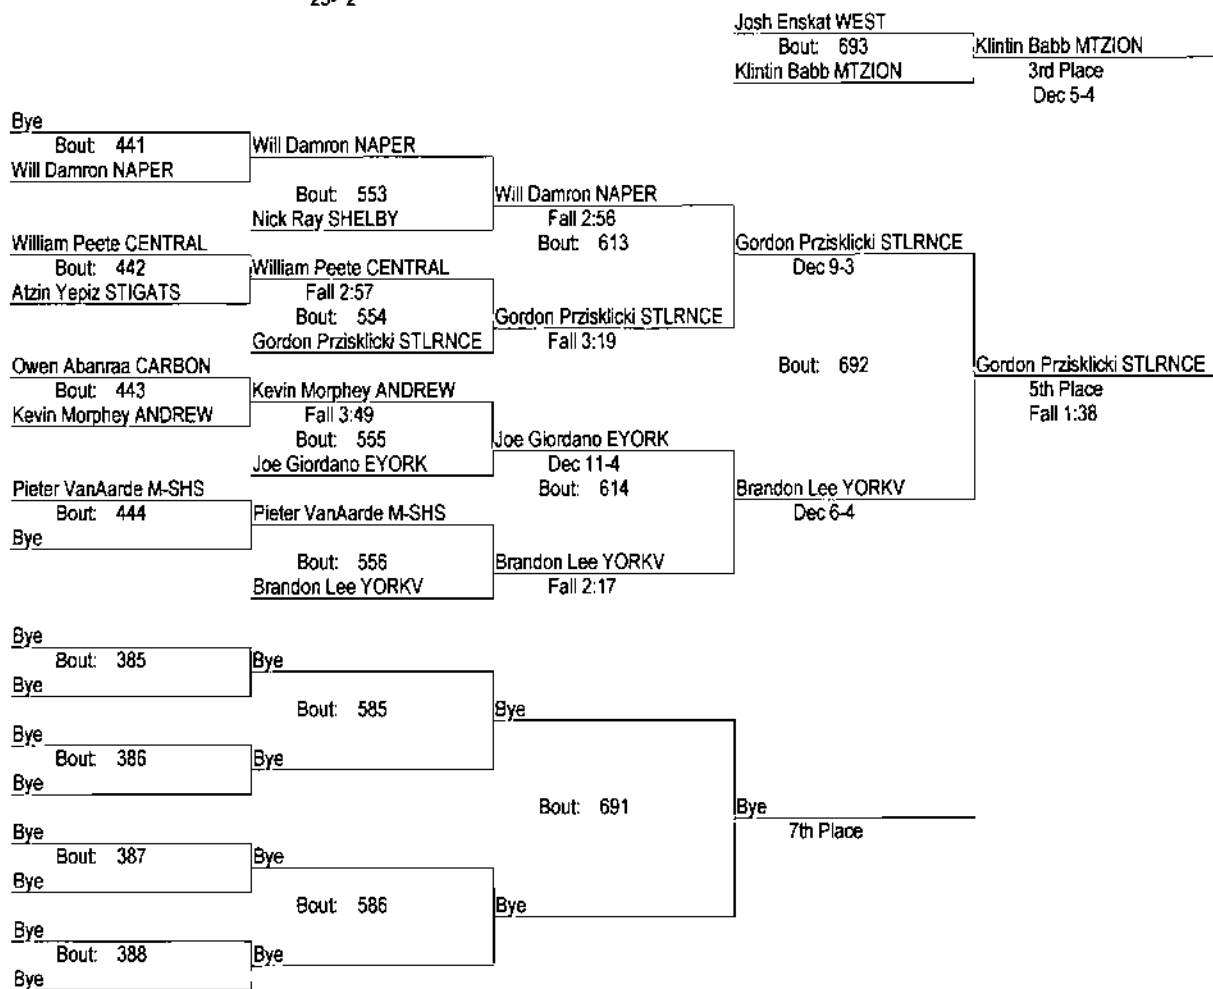 25- 2
Josh Enskat WEST
Bout: 693
Klintin Babb MTZION
Klintin Babb MTZION
3rd Place
Dec 5-4
Bye
Bout: 441
Will Damron NAPER
Will Damron NAPER
Bout: 553
Nick Ray SHELBY
Will Damron NAPER
Fall 2:56
Bout: 613
William Peete CENTRAL
Bout: 442
Atzin Yepiz STIGATS
William Peete CENTRAL
Fall 2:57
Bout: 554
Gordon Przisklicki STLRNCE
Gordon Przisklicki STLRNCE
Fall 3:19
Gordon Przisklicki STLRNCE
Dec 9-3
Bout: 692
Gordon Przisklicki STLRNCE
5th Place
Fall 1:38
Owen Abanraa CARBON
Bout: 443
Kevin Morphey ANDREW
Kevin Morphey ANDREW
Fall 3:49
Bout: 555
Joe Giordano EYORK
Joe Giordano EYORK
Dec 11-4
Bout: 614
Brandon Lee YORKV
Dec 6-4
Pieter VanAarde M-SHS
Bout: 444
Bye
Pieter VanAarde M-SHS
Bout: 556
Brandon Lee YORKV
Brandon Lee YORKV
Fall 2:17
Bye
Bout: 385
Bye
Bye
Bout: 585
Bye
Bye
Bout: 386
Bye
Bye
Bout: 691
Bye
7th Place
Bye
Bout: 387
Bye
Bye
Bout: 586
Bye
Bye
Bout: 388
Bye
Bye